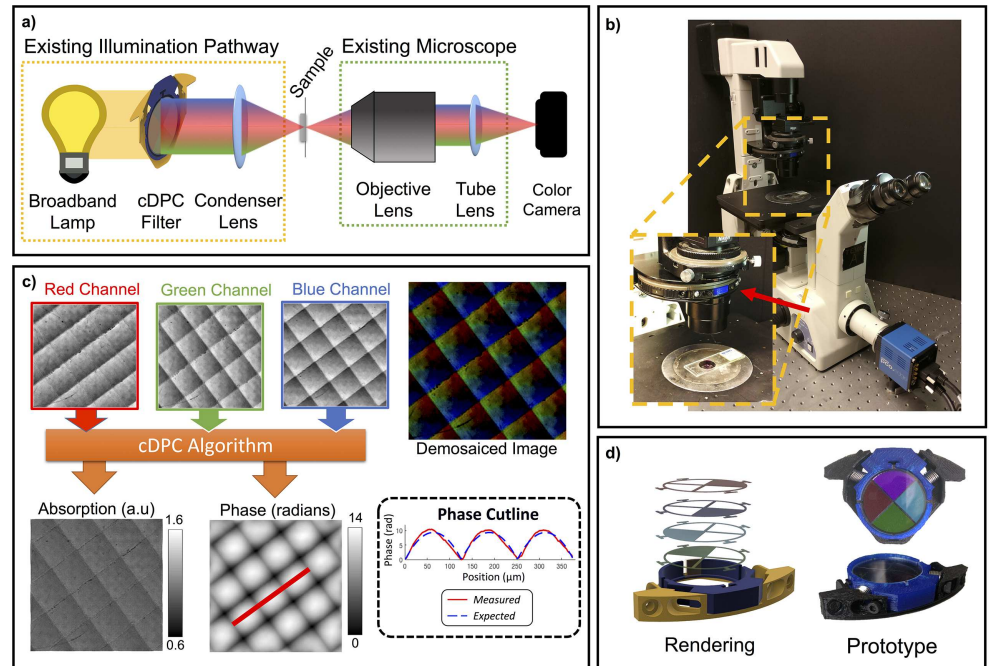 a)
Existing Illumination Pathway
Existing Microscope
Sample
Broadband
Lamp
cDPC
Filter
Condenser
Lens
Objective
Lens
Tube
Lens
Color
Camera
b)
c)
Red Channel
Green Channel
Blue Channel
cDPC Algorithm
Demosaiced Image
Absorption (a.u)
1.6
0.6
Phase (radians)
14
0
Phase Cutline
Phase (rad)
10
5
0
0 50 100 150 200 250 300 350
Position (µm)
Measured
Expected
d)
Rendering
Prototype